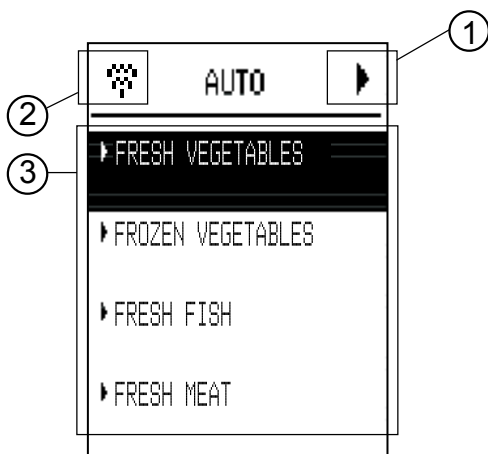 1
AUTO
2
FRESH VEGETABLES
3
FROZEN VEGETABLES
FRESH FISH
FRESH MEAT